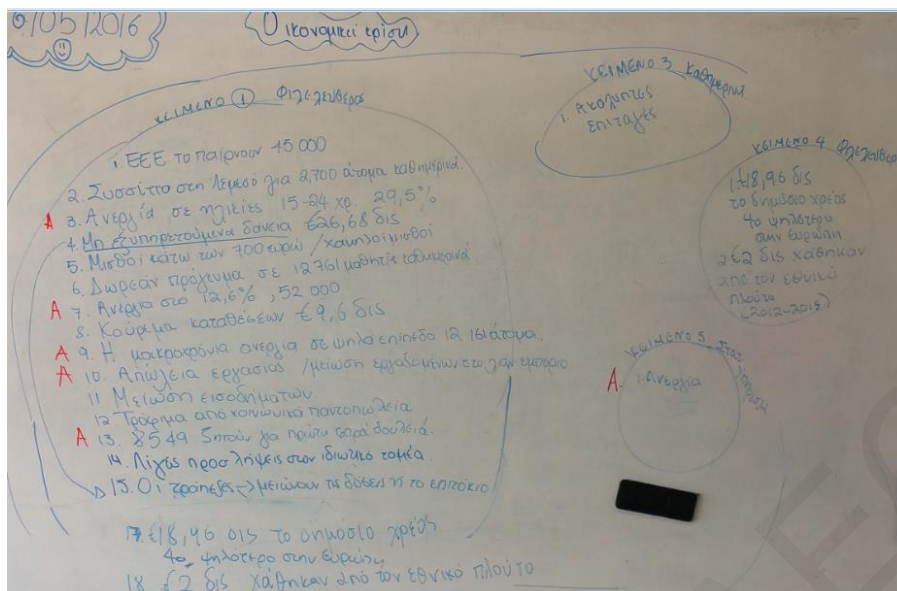 9/05/2016
Οικονομική κρίση
ΚΕΙΜΕΝΟ 1 Φιλελεύθερος
1. ΕΕΕ το παίρνουν 45 000
2. Συσσίτιο στη Λεμεσό για 2,700 άτομα καθημερινά.
Α 3. Ανεργία σε ηλικίες 15-24 χρ. 29,5%
4. Μη εξυπηρετούμενα δάνεια €26,68 δις
5. Μισθοί κάτω των 700 ευρώ / χαμηλοί μισθοί
6. Δωρεάν πρόγευμα σε 12761 μαθητές καθημερινά.
Α 7. Ανεργία στο 12,6%, 52 000
8. Κούρεμα καταθέσεων €9,6 δις
Α 9. Η μακροχρόνια ανεργία σε ψηλά επίπεδα 12 161 άτομα.
Α 10. Απώλεια εργασίας / μείωση εργαζομένων στο λιαν. εμπόριο
11 Μείωση εισοδημάτων
12 Τρόφιμα από κοινωνικά παντοπωλεία
Α 13. 8549 ζητούν για πρώτη φορά δουλειά.
14. Λίγες προσλήψεις στον ιδιωτικό τομέα.
15. Οι τράπεζες → μειώνουν τις δόσεις ή το επιτόκιο
17. €18,96 δις το δημόσιο χρέος
4ο ψηλότερο στην Ευρώπη
18. €2 δις χάθηκαν από τον εθνικό πλούτο
ΚΕΙΜΕΝΟ 3 Καθημερινή
1. Ακάλυπτες
επιταγές
ΚΕΙΜΕΝΟ 4 Φιλελεύθερος
1. €18,96 δις
το δημόσιο χρέος
4ο ψηλότερο
στην Ευρώπη
2 €2 δις χάθηκαν
από τον εθνικό
πλούτο
(2012-2015)
ΚΕΙΜΕΝΟ 5
Α. 1. Ανεργία